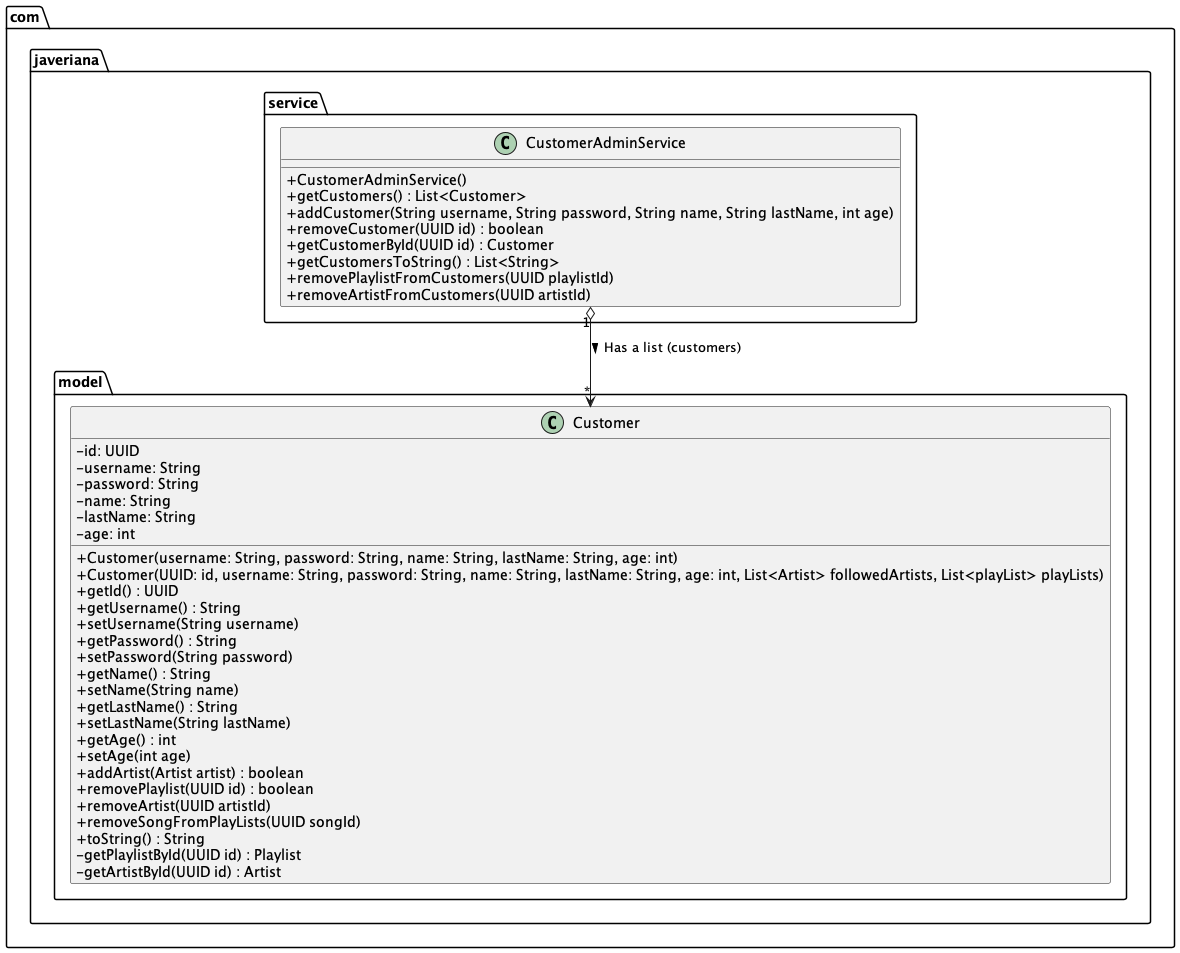 com
javeriana
service
C CustomerAdminService
+CustomerAdminService()
+getCustomers() : List<Customer>
+addCustomer(String username, String password, String name, String lastName, int age)
+removeCustomer(UUID id) : boolean
+getCustomerById(UUID id) : Customer
+getCustomersToString() : List<String>
+removePlaylistFromCustomers(UUID playlistId)
+removeArtistFromCustomers(UUID artistId)
1
Has a list (customers)
*
model
C Customer
-id: UUID
-username: String
-password: String
-name: String
-lastName: String
-age: int
+Customer(username: String, password: String, name: String, lastName: String, age: int)
+Customer(UUID: id, username: String, password: String, name: String, lastName: String, age: int, List<Artist> followedArtists, List<playList> playLists)
+getId() : UUID
+getUsername() : String
+setUsername(String username)
+getPassword() : String
+setPassword(String password)
+getName() : String
+setName(String name)
+getLastName() : String
+setLastName(String lastName)
+getAge() : int
+setAge(int age)
+addArtist(Artist artist) : boolean
+removePlaylist(UUID id) : boolean
+removeArtist(UUID artistId)
+removeSongFromPlayLists(UUID songId)
+toString() : String
-getPlaylistById(UUID id) : Playlist
-getArtistById(UUID id) : Artist